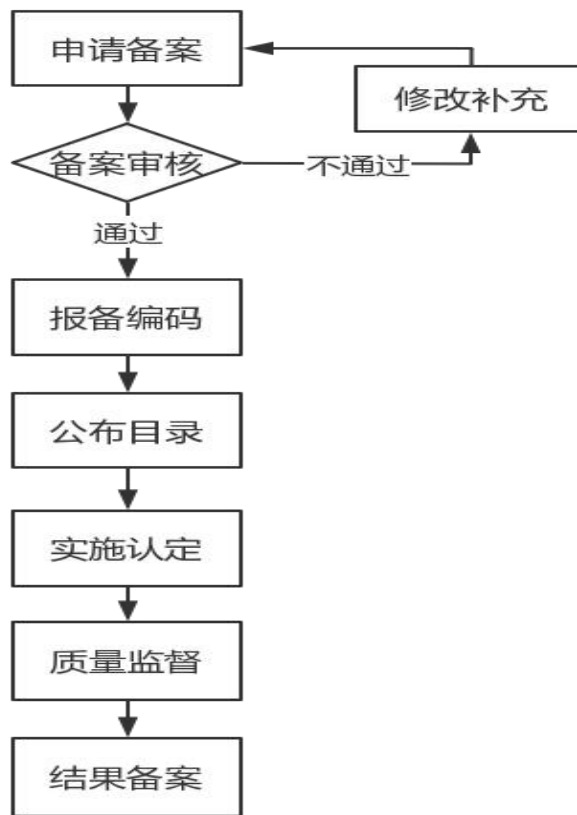 申请备案
修改补充
备案审核
不通过
通过
报备编码
公布目录
实施认定
质量监督
结果备案